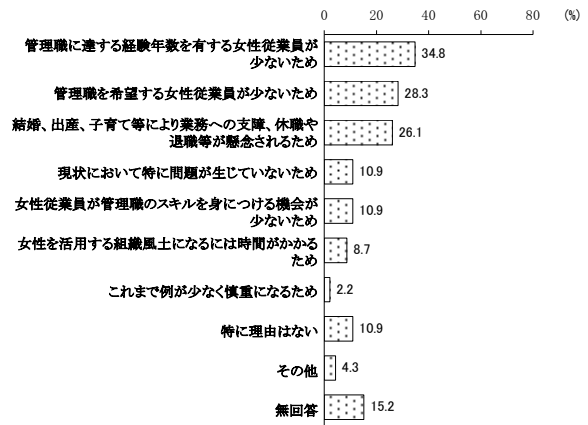 0 20 40 60 80 (%)
管理職に達する経験年数を有する女性従業員が
少ないため
34.8
管理職を希望する女性従業員が少ないため
28.3
結婚、出産、子育て等により業務への支障、休職や
退職等が懸念されるため
26.1
現状において特に問題が生じていないため
10.9
女性従業員が管理職のスキルを身につける機会が
少ないため
10.9
女性を活用する組織風土になるには時間がかかる
ため
8.7
これまで例が少なく慎重になるため
2.2
特に理由はない
10.9
その他
4.3
無回答
15.2